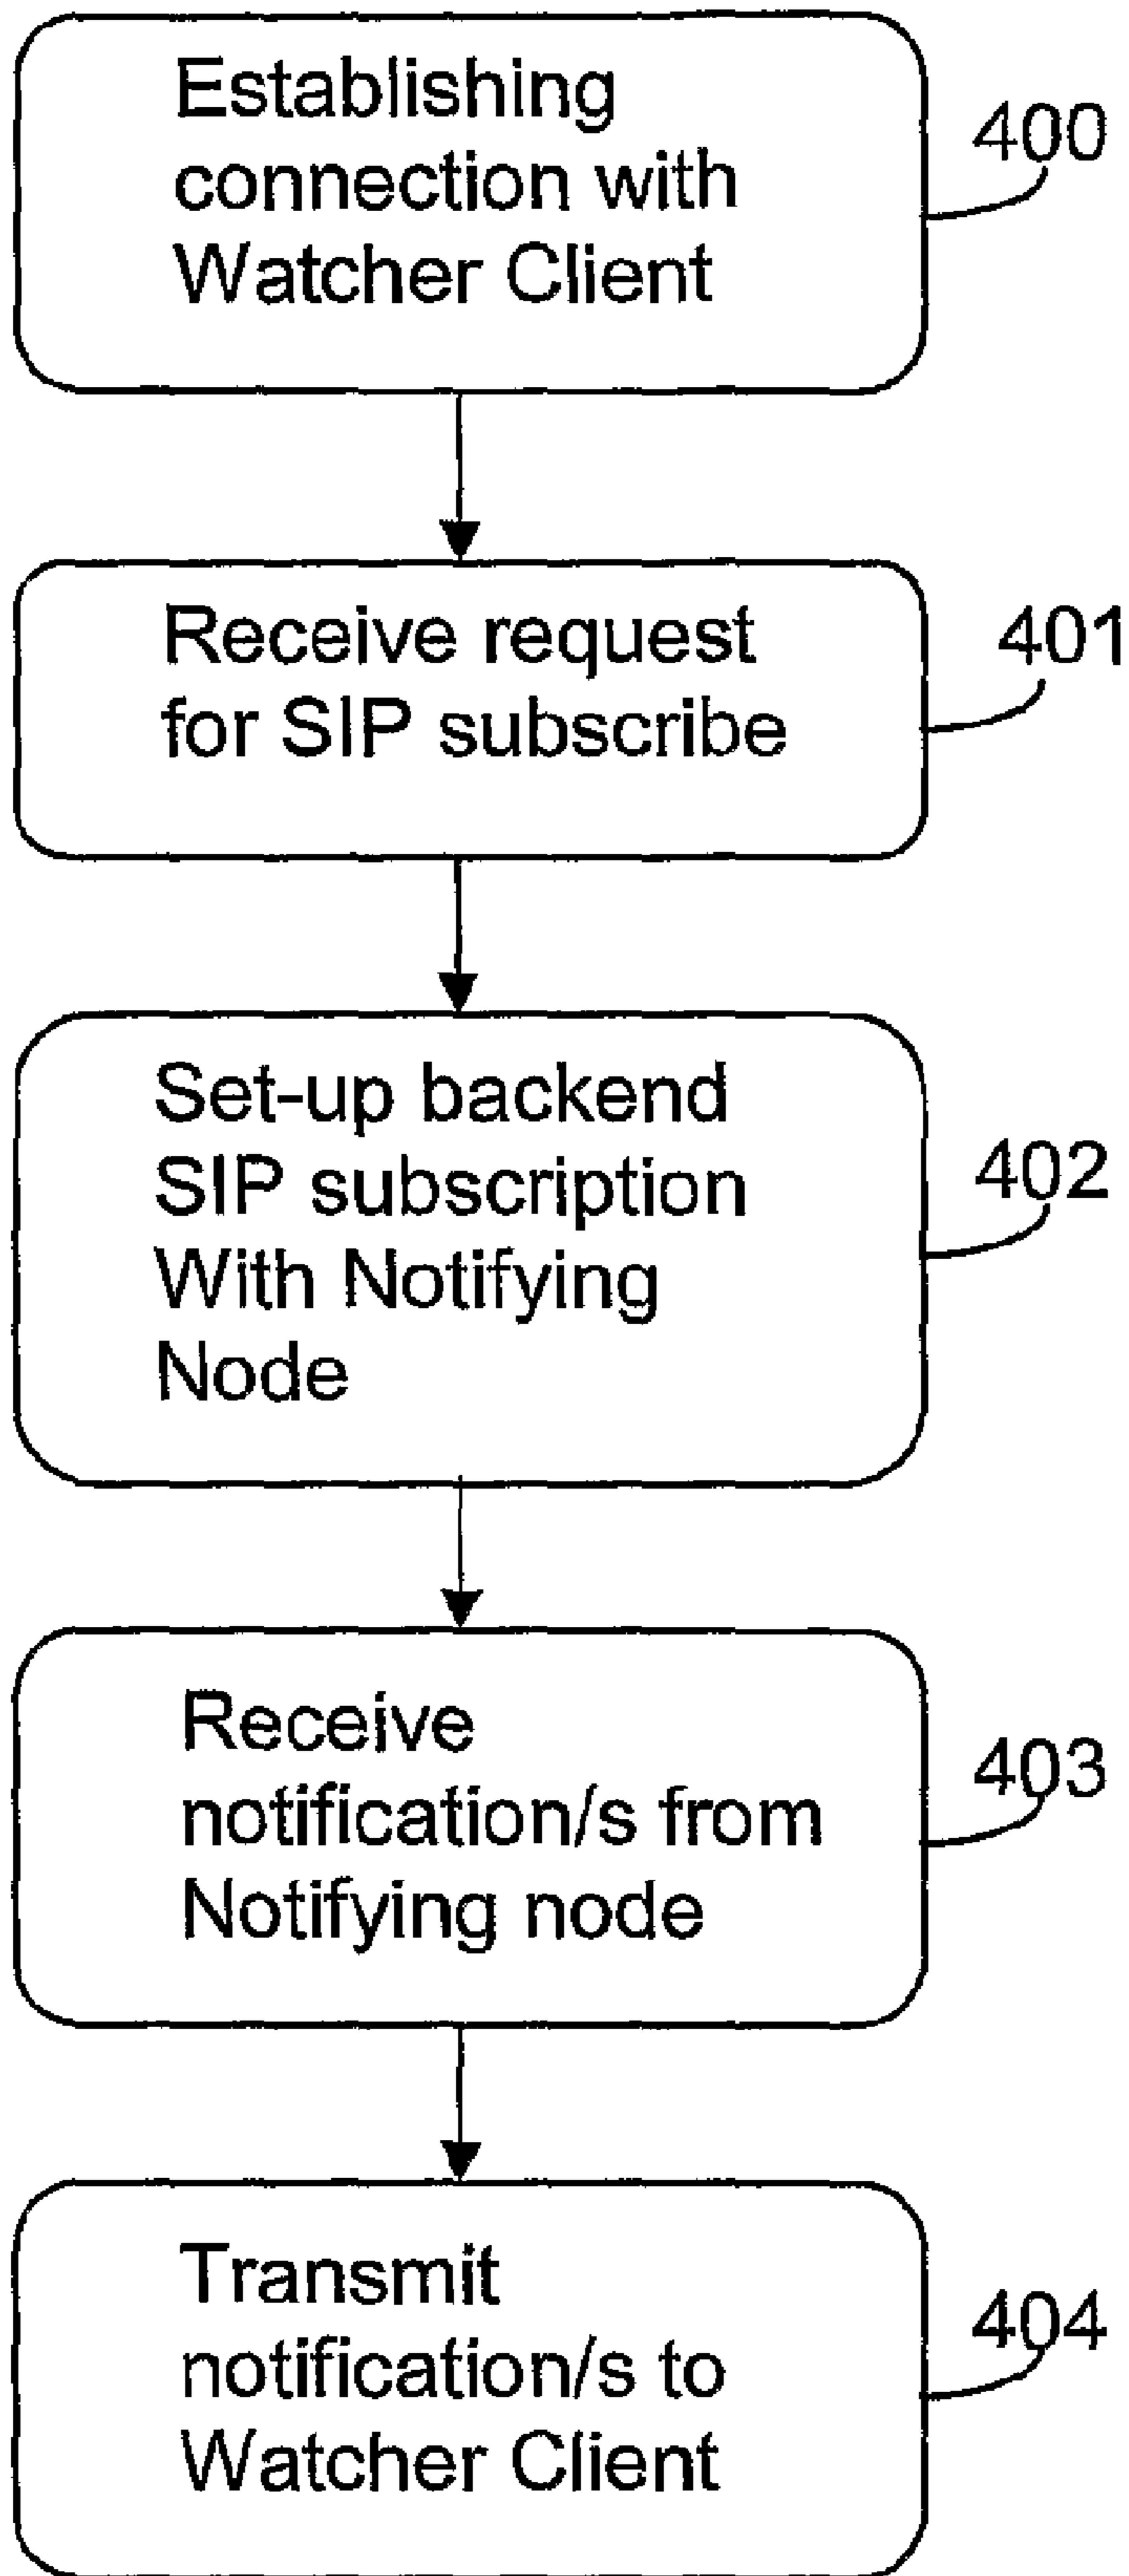 Establishing
connection with
Watcher Client
400
Receive request
for SIP subscribe
401
Set-up backend
SIP subscription
With Notifying
Node
402
Receive
notification/s from
Notifying node
403
Transmit
notification/s to
Watcher Client
404